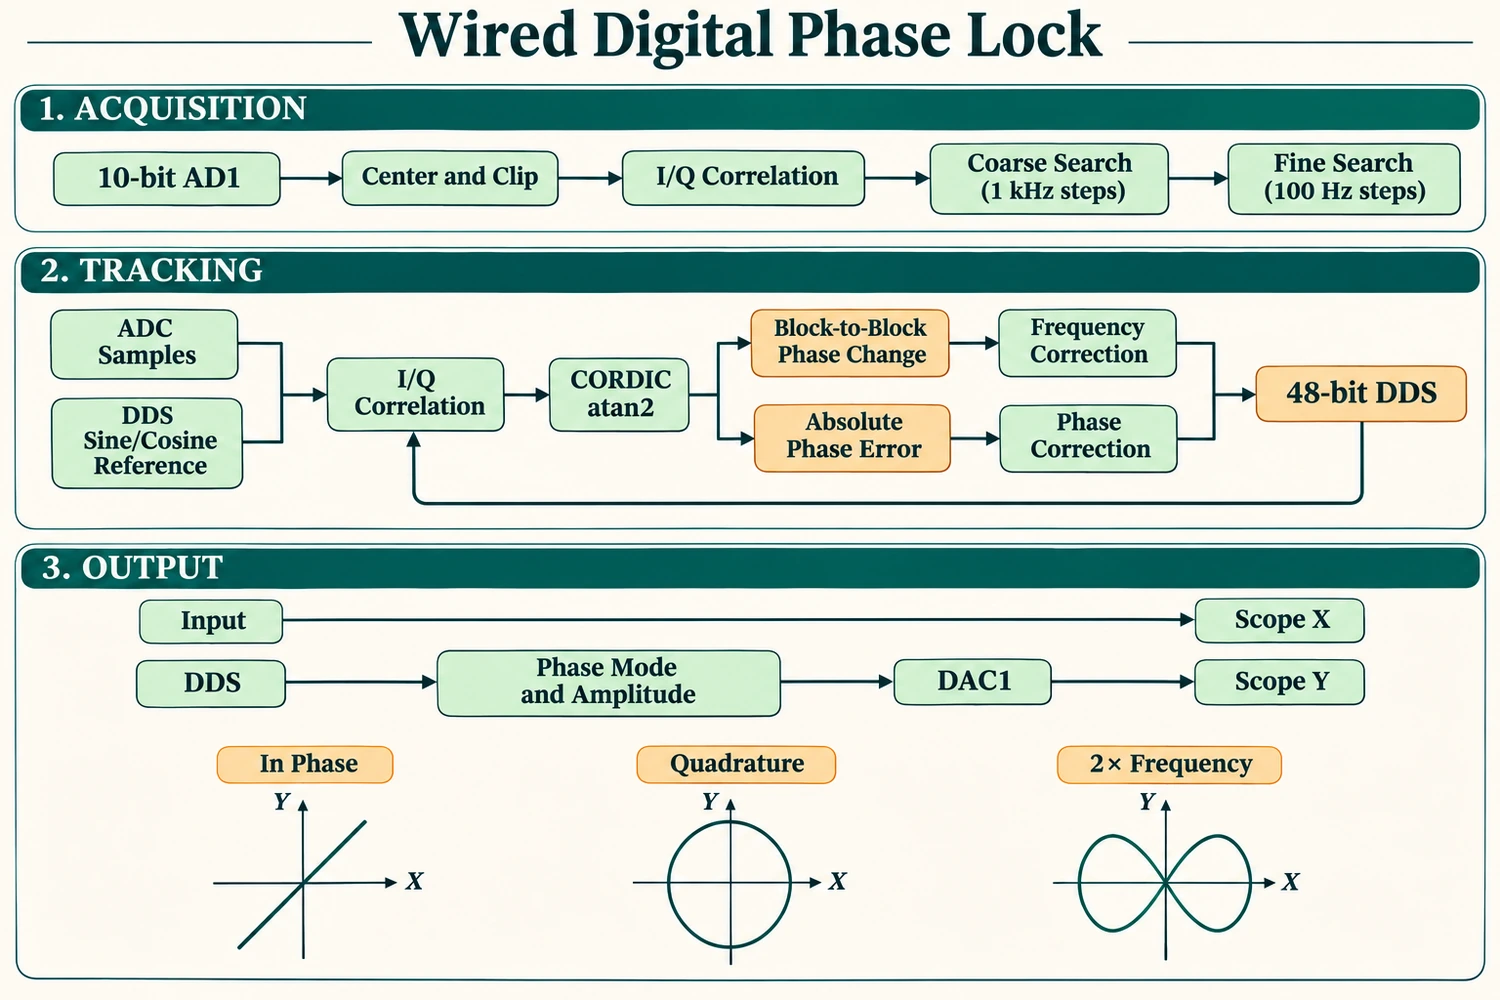 Wired Digital Phase Lock
1. ACQUISITION
10-bit AD1
Center and Clip
I/Q Correlation
Coarse Search
(1 kHz steps)
Fine Search
(100 Hz steps)
2. TRACKING
ADC
Samples
DDS
Sine/Cosine
Reference
I/Q
Correlation
CORDIC
atan2
Block-to-Block
Phase Change
Absolute
Phase Error
Frequency
Correction
Phase
Correction
48-bit DDS
3. OUTPUT
Input
Scope X
DDS
Phase Mode
and Amplitude
DAC1
Scope Y
In Phase
Y
X
Quadrature
Y
X
2× Frequency
Y
X